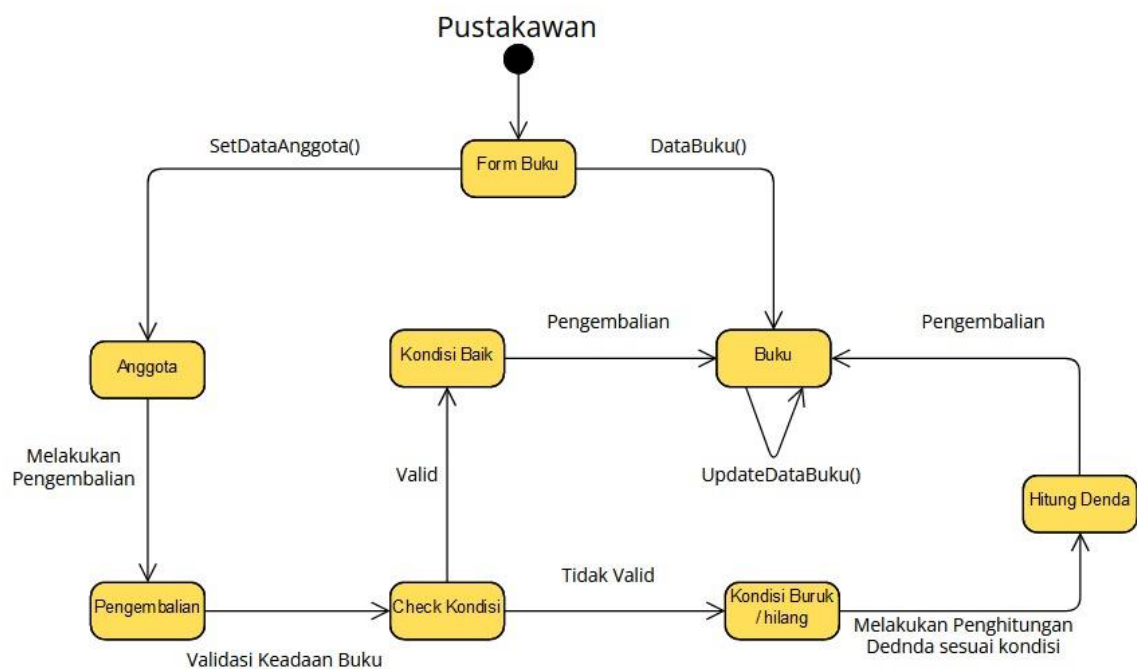 Pustakawan
SetDataAnggota()
Form Buku
DataBuku()
Anggota
Kondisi Baik
Pengembalian
Buku
Pengembalian
Melakukan
Pengembalian
Valid
UpdateDataBuku()
Hitung Denda
Pengembalian
Validasi Keadaan Buku
Check Kondisi
Tidak Valid
Kondisi Buruk
/ hilang
Melakukan Penghitungan
Dednda sesuai kondisi